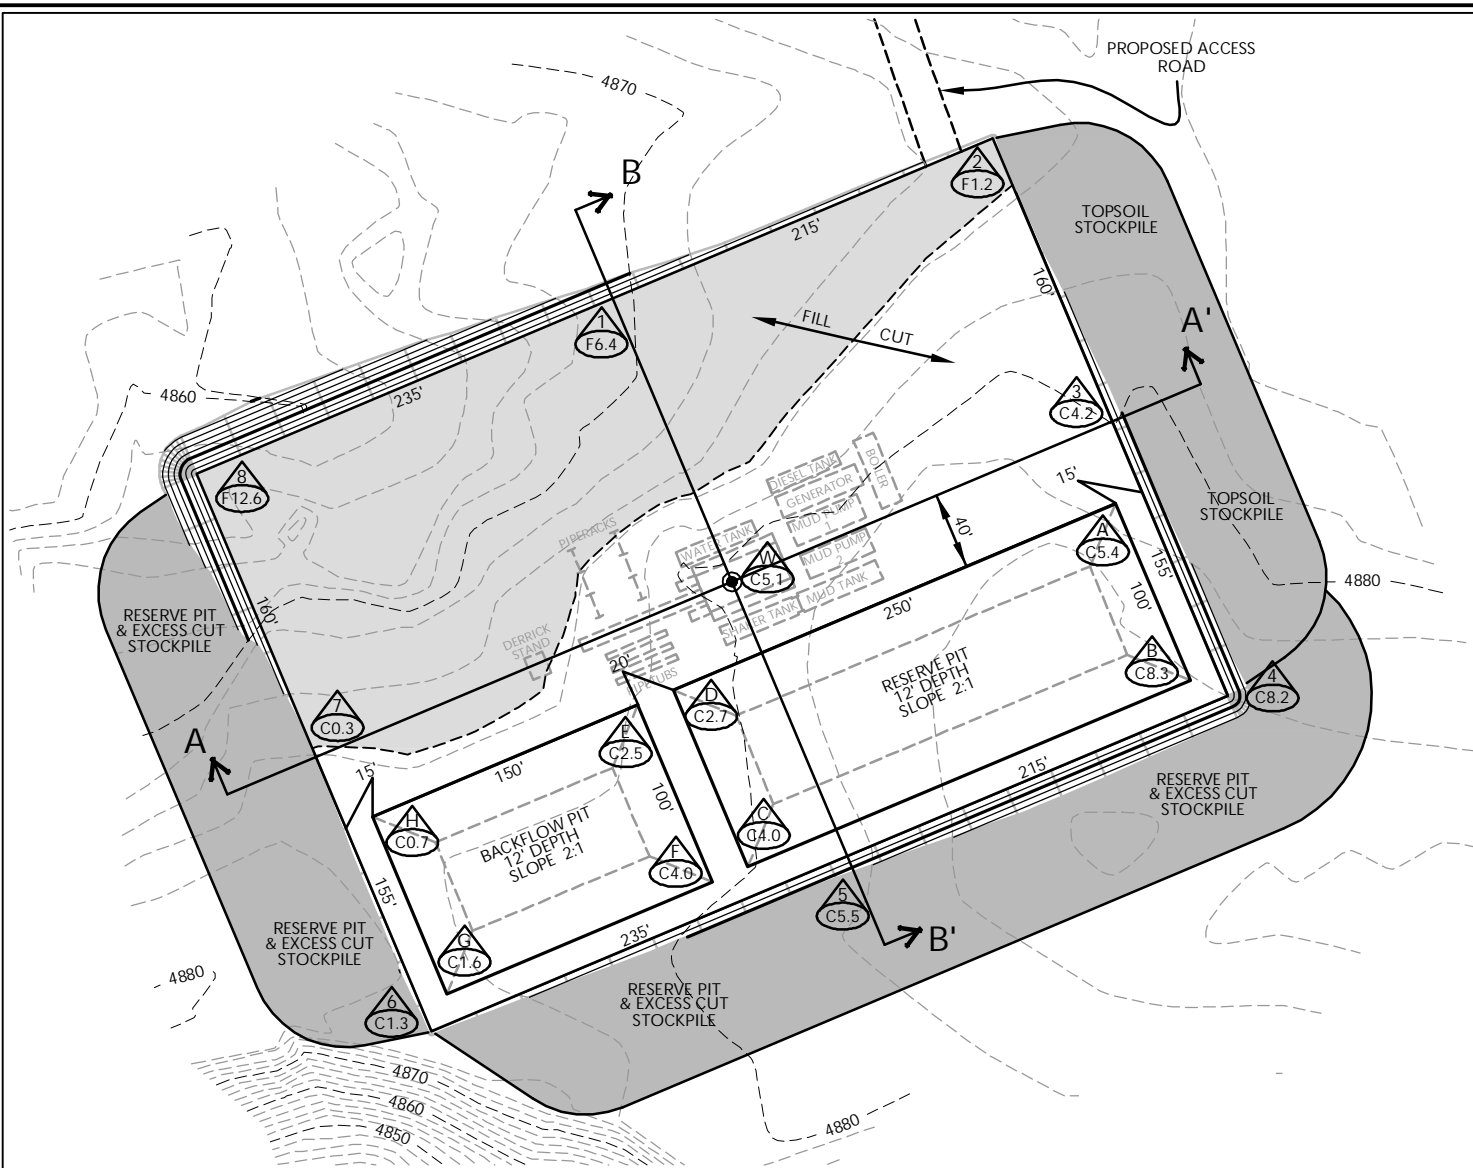 PROPOSED ACCESS
ROAD
4870
B
2
F1.2
TOPSOIL
STOCKPILE
215'
160'
A'
1
F6.4
FILL
CUT
4860
235'
3
C4.2
8
F12.6
DIESEL TANK
BOILER
GENERATOR
MUD PUMP
1
15'
TOPSOIL
STOCKPILE
PIPERACKS
WATER TANK
40'
A
C5.4
MUD PUMP
2
W
C5.1
155'
4880
MUD TANK
100'
RESERVE PIT
& EXCESS CUT
STOCKPILE
160'
250'
SHAKER TANK
DERRICK
STAND
20'
PIPE TUBS
RESERVE PIT
12' DEPTH
SLOPE 2:1
B
C8.3
4
C8.2
7
C0.3
D
C2.7
A
E
C2.5
15'
150'
215'
RESERVE PIT
& EXCESS CUT
STOCKPILE
H
C0.7
100'
C
C4.0
BACKFLOW PIT
12' DEPTH
SLOPE 2:1
F
C4.0
155'
5
C5.5
G
C1.6
235'
B'
RESERVE PIT
& EXCESS CUT
STOCKPILE
4880
6
C1.3
RESERVE PIT
& EXCESS CUT
STOCKPILE
4870
4860
4850
4880